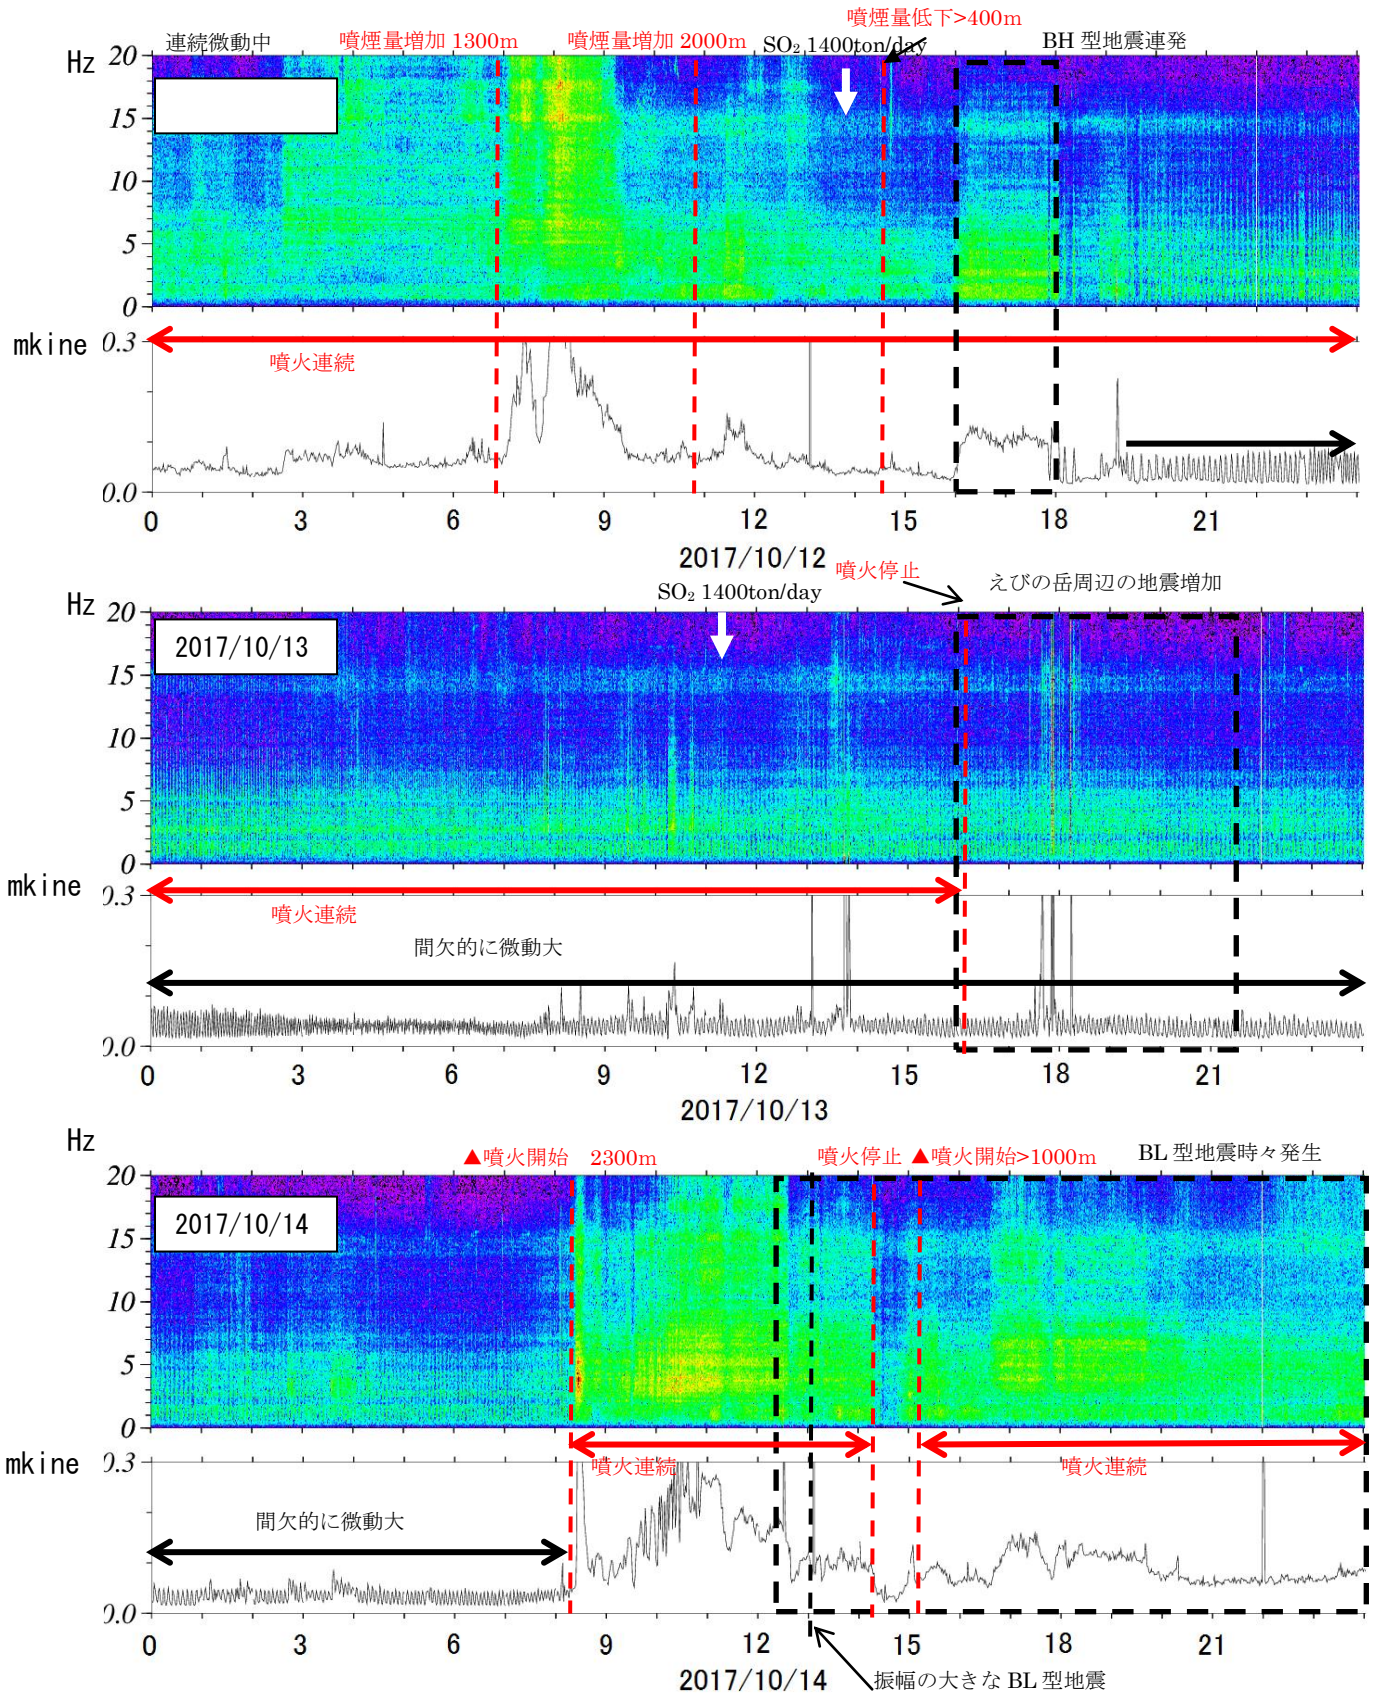 噴煙量低下>400m
連続微動中 噴煙量増加 1300m 噴煙量増加 2000m SO₂ 1400ton/day BH 型地震連発
Hz
20
15
10
5
0
mkine
0.3
噴火連続
0.0
0 3 6 9 12 15 18 21
2017/10/12
噴火停止
えびの岳周辺の地震増加
SO₂ 1400ton/day
Hz
20
2017/10/13
15
10
5
0
mkine
0.3
噴火連続
間欠的に微動大
0.0
0 3 6 9 12 15 18 21
2017/10/13
Hz
▲噴火開始 2300m 噴火停止 ▲噴火開始>1000m BL 型地震時々発生
20
2017/10/14
15
10
5
0
mkine
0.3
噴火連続 噴火連続
間欠的に微動大
0.0
0 3 6 9 12 15 18 21
2017/10/14
振幅の大きな BL 型地震